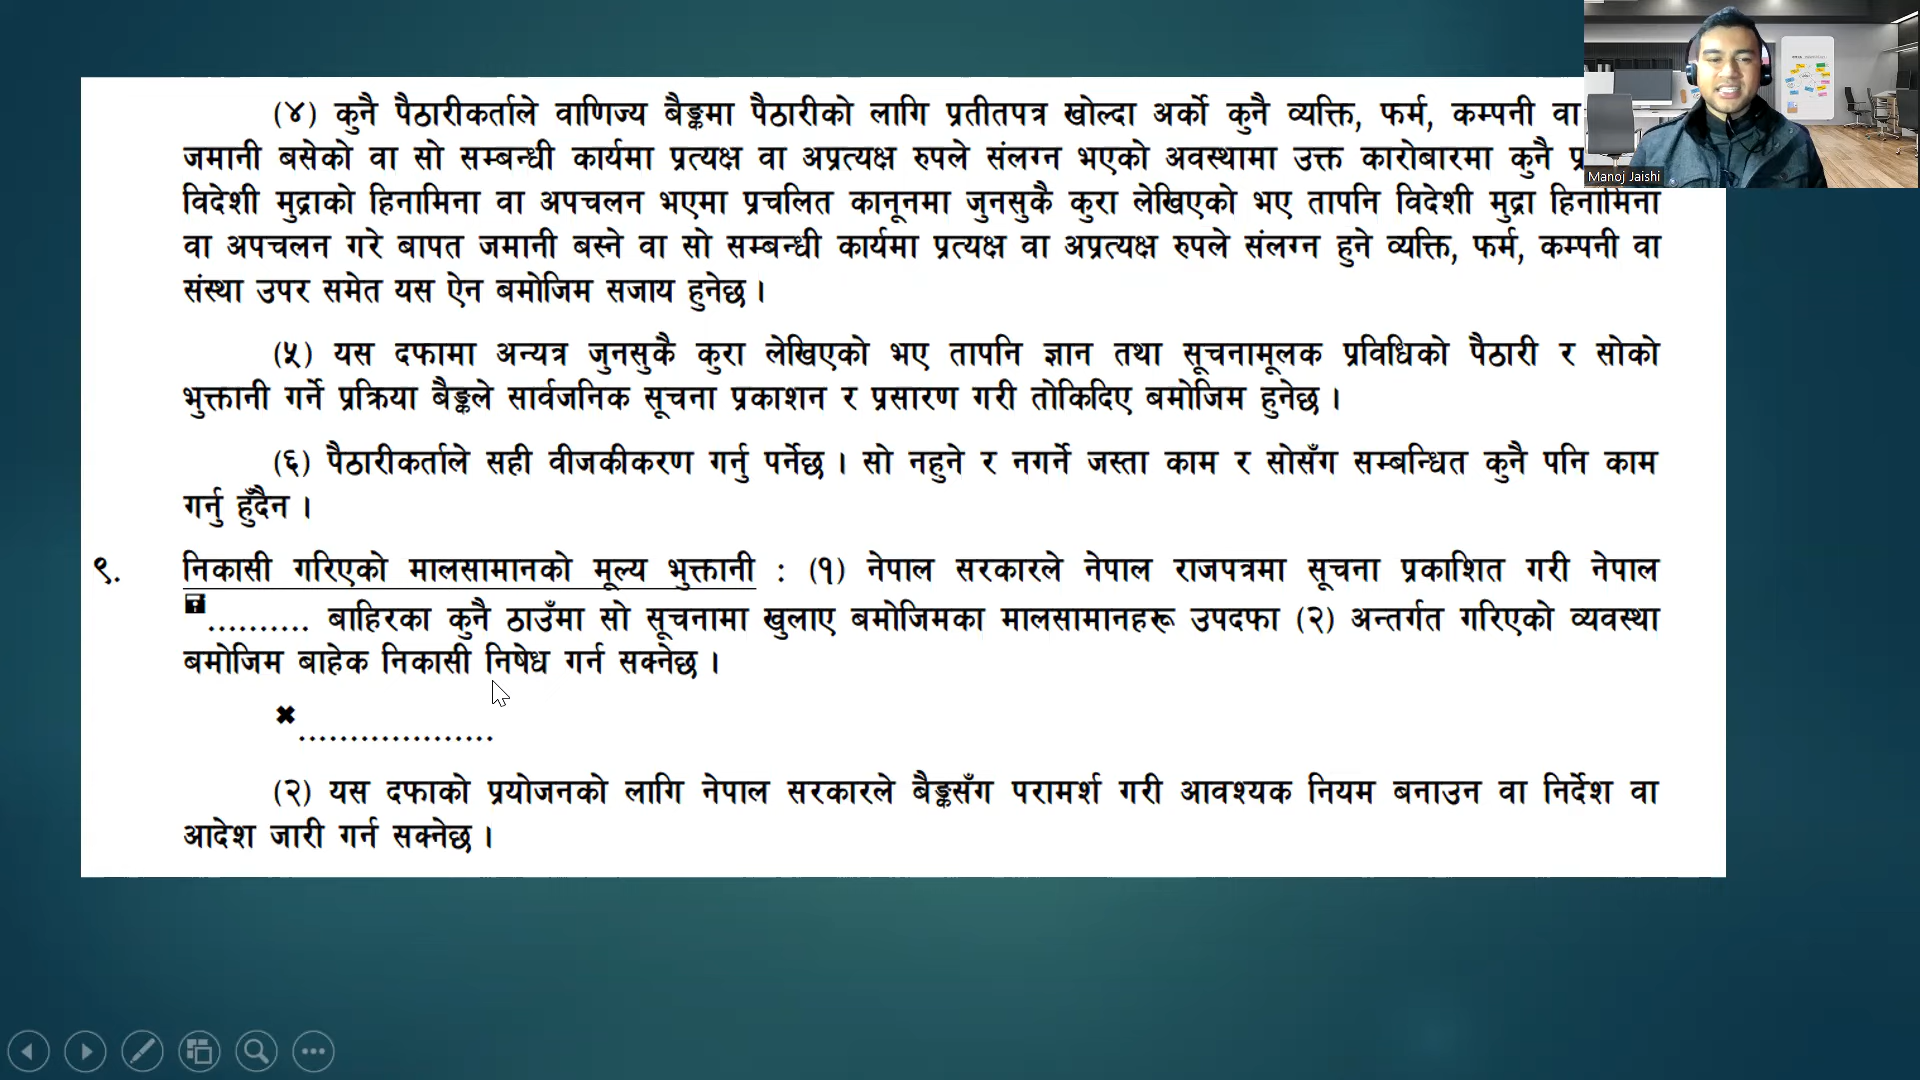 (४) कुनै पैठारीकर्ताले वाणिज्य बैङ्कमा पैठारीको लागि प्रतीतपत्र खोल्दा अर्को कुनै व्यक्ति, फर्म, कम्पनी वा
जमानी बसेको वा सो सम्बन्धी कार्यमा प्रत्यक्ष वा अप्रत्यक्ष रुपले संलग्न भएको अवस्थामा उक्त कारोबारमा कुनै
Manoj Jaishi
विदेशी मुद्राको हिनामिना वा अपचलन भएमा प्रचलित कानूनमा जुनसुकै कुरा लेखिएको भए तापनि विदेशी मुद्रा हिनामिना
वा अपचलन गरे बापत जमानी बस्ने वा सो सम्बन्धी कार्यमा प्रत्यक्ष वा अप्रत्यक्ष रुपले संलग्न हुने व्यक्ति, फर्म, कम्पनी वा
संस्था उपर समेत यस ऐन बमोजिम सजाय हुनेछ ।
(५) यस दफामा अन्यत्र जुनसुकै कुरा लेखिएको भए तापनि ज्ञान तथा सूचनामूलक प्रविधिको पैठारी र सोको
भुक्तानी गर्ने प्रक्रिया बैङ्कले सार्वजनिक सूचना प्रकाशन र प्रसारण गरी तोकिदिए बमोजिम हुनेछ ।
(६) पैठारीकर्ताले सही वीजकीकरण गर्नु पर्नेछ । सो नहुने र नगर्ने जस्ता काम र सोसँग सम्बन्धित कुनै पनि काम
गर्नु हुँदैन ।
९. निकासी गरिएको मालसामानको मूल्य भुक्तानी : (१) नेपाल सरकारले नेपाल राजपत्रमा सूचना प्रकाशित गरी नेपाल
.......... बाहिरका कुनै ठाउँमा सो सूचनामा खुलाए बमोजिमका मालसामानहरू उपदफा (२) अन्तर्गत गरिएको व्यवस्था
बमोजिम बाहेक निकासी निषेध गर्न सक्नेछ ।
✖...................
(२) यस दफाको प्रयोजनको लागि नेपाल सरकारले बैङ्कसँग परामर्श गरी आवश्यक नियम बनाउन वा निर्देश वा
आदेश जारी गर्न सक्नेछ ।